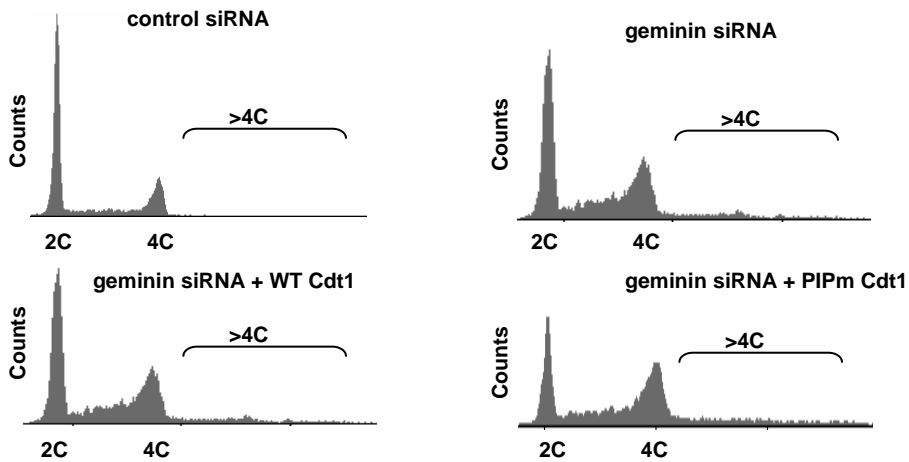 control siRNA
>4C
Counts
2C 4C
geminin siRNA
>4C
Counts
2C 4C
geminin siRNA + WT Cdt1
>4C
Counts
2C 4C
geminin siRNA + PIPm Cdt1
>4C
Counts
2C 4C